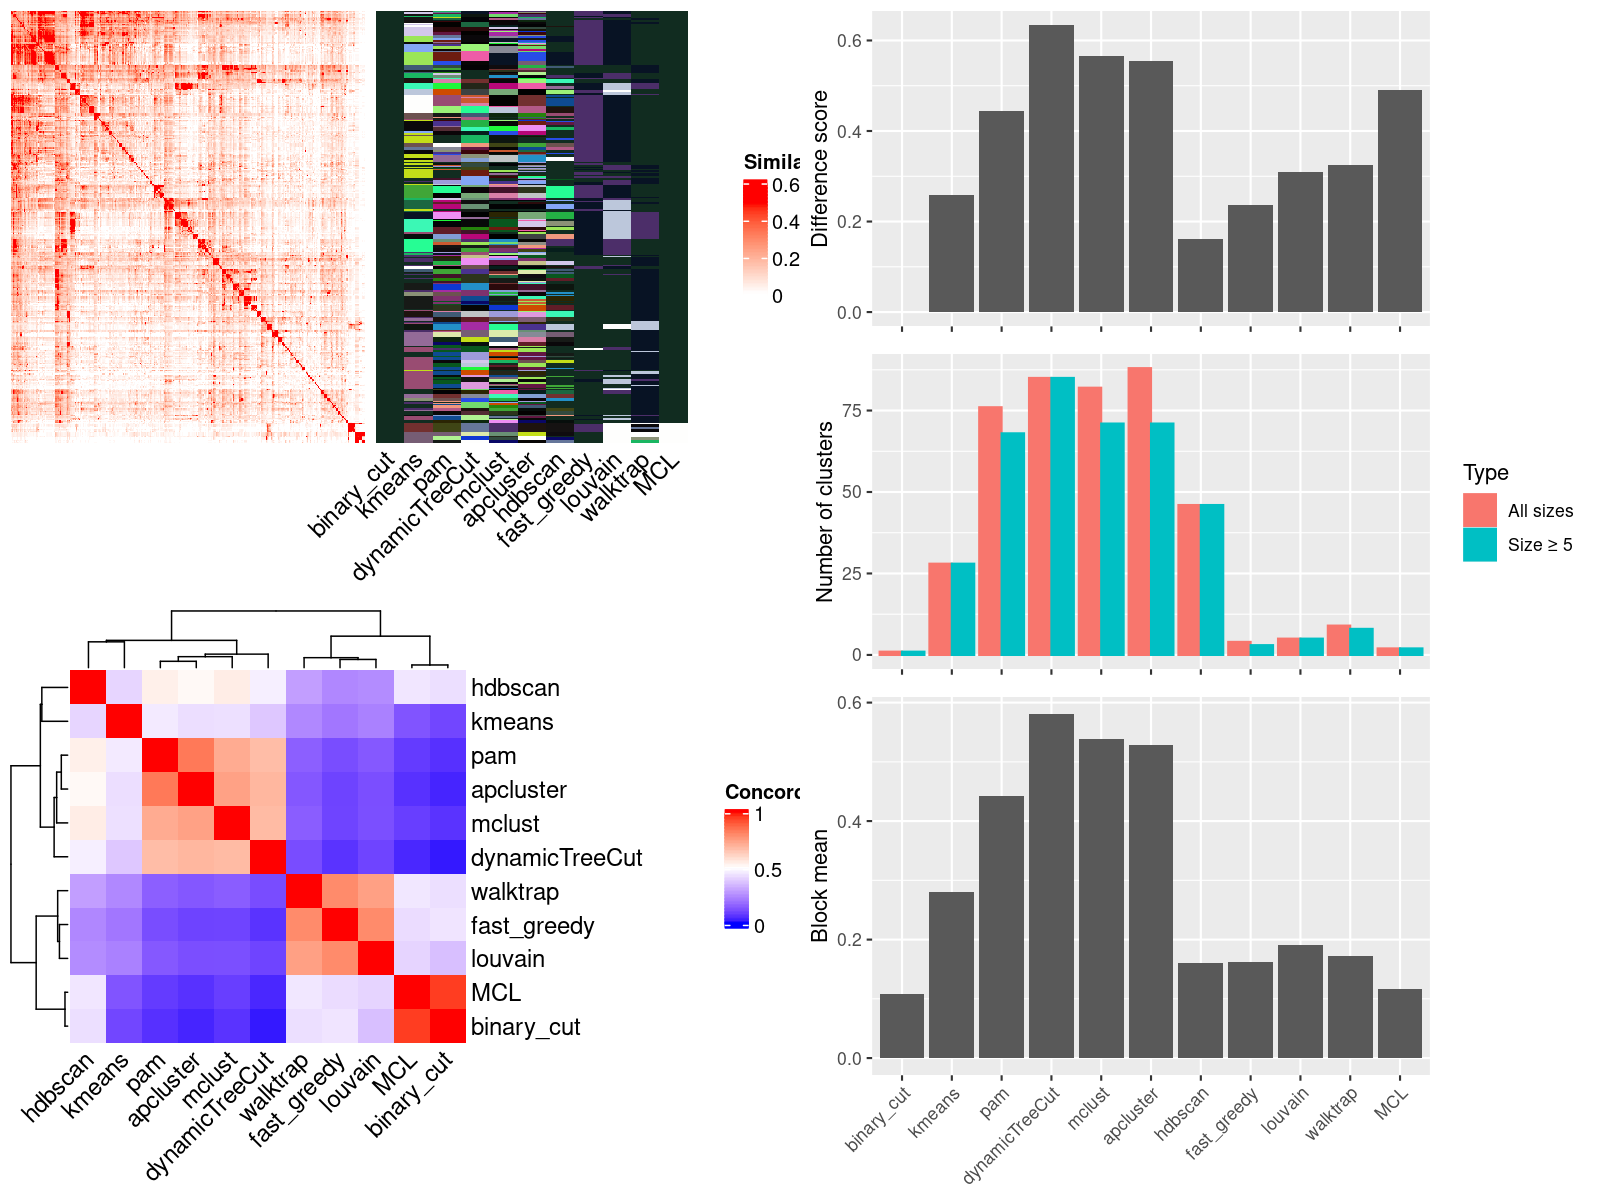 Simila
0.6
0.4
0.2
0
binary_cut
kmeans
pam
dynamicTreeCut
mclust
apcluster
hdbscan
fast_greedy
louvain
walktrap
MCL
hdbscan
kmeans
pam
apcluster
mclust
dynamicTreeCut
walktrap
fast_greedy
louvain
MCL
binary_cut
hdbscan
kmeans
pam
apcluster
mclust
dynamicTreeCut
walktrap
fast_greedy
louvain
MCL
binary_cut
Concord
1
0.5
0
Difference score
0.6
0.4
0.2
0.0
Number of clusters
75
50
25
0
Type
All sizes
Size ≥ 5
Block mean
0.6
0.4
0.2
0.0
binary_cut
kmeans
pam
dynamicTreeCut
mclust
apcluster
hdbscan
fast_greedy
louvain
walktrap
MCL